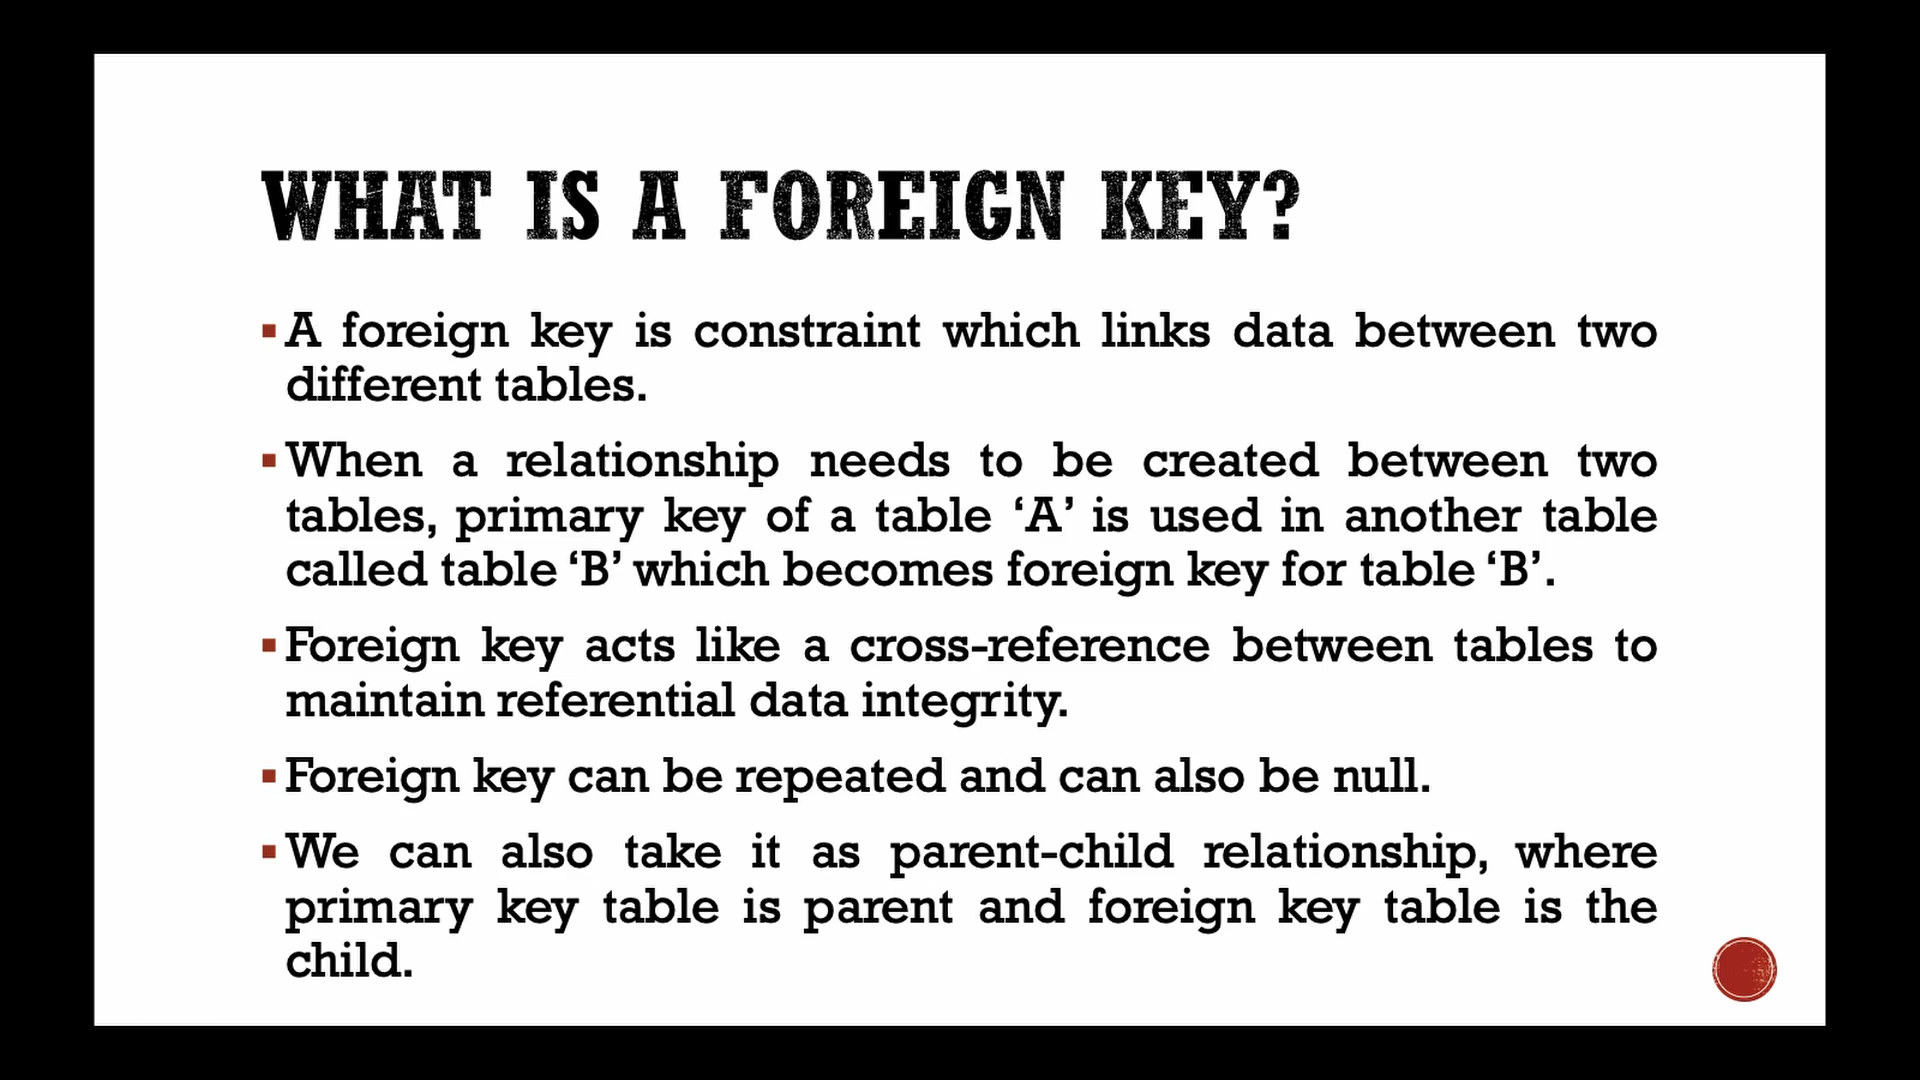 WHAT IS A FOREIGN KEY?
▪ A foreign key is constraint which links data between two
different tables.
▪ When a relationship needs to be created between two
tables, primary key of a table ‘A’ is used in another table
called table ‘B’ which becomes foreign key for table ‘B’.
▪ Foreign key acts like a cross-reference between tables to
maintain referential data integrity.
▪ Foreign key can be repeated and can also be null.
▪ We can also take it as parent-child relationship, where
primary key table is parent and foreign key table is the
child.